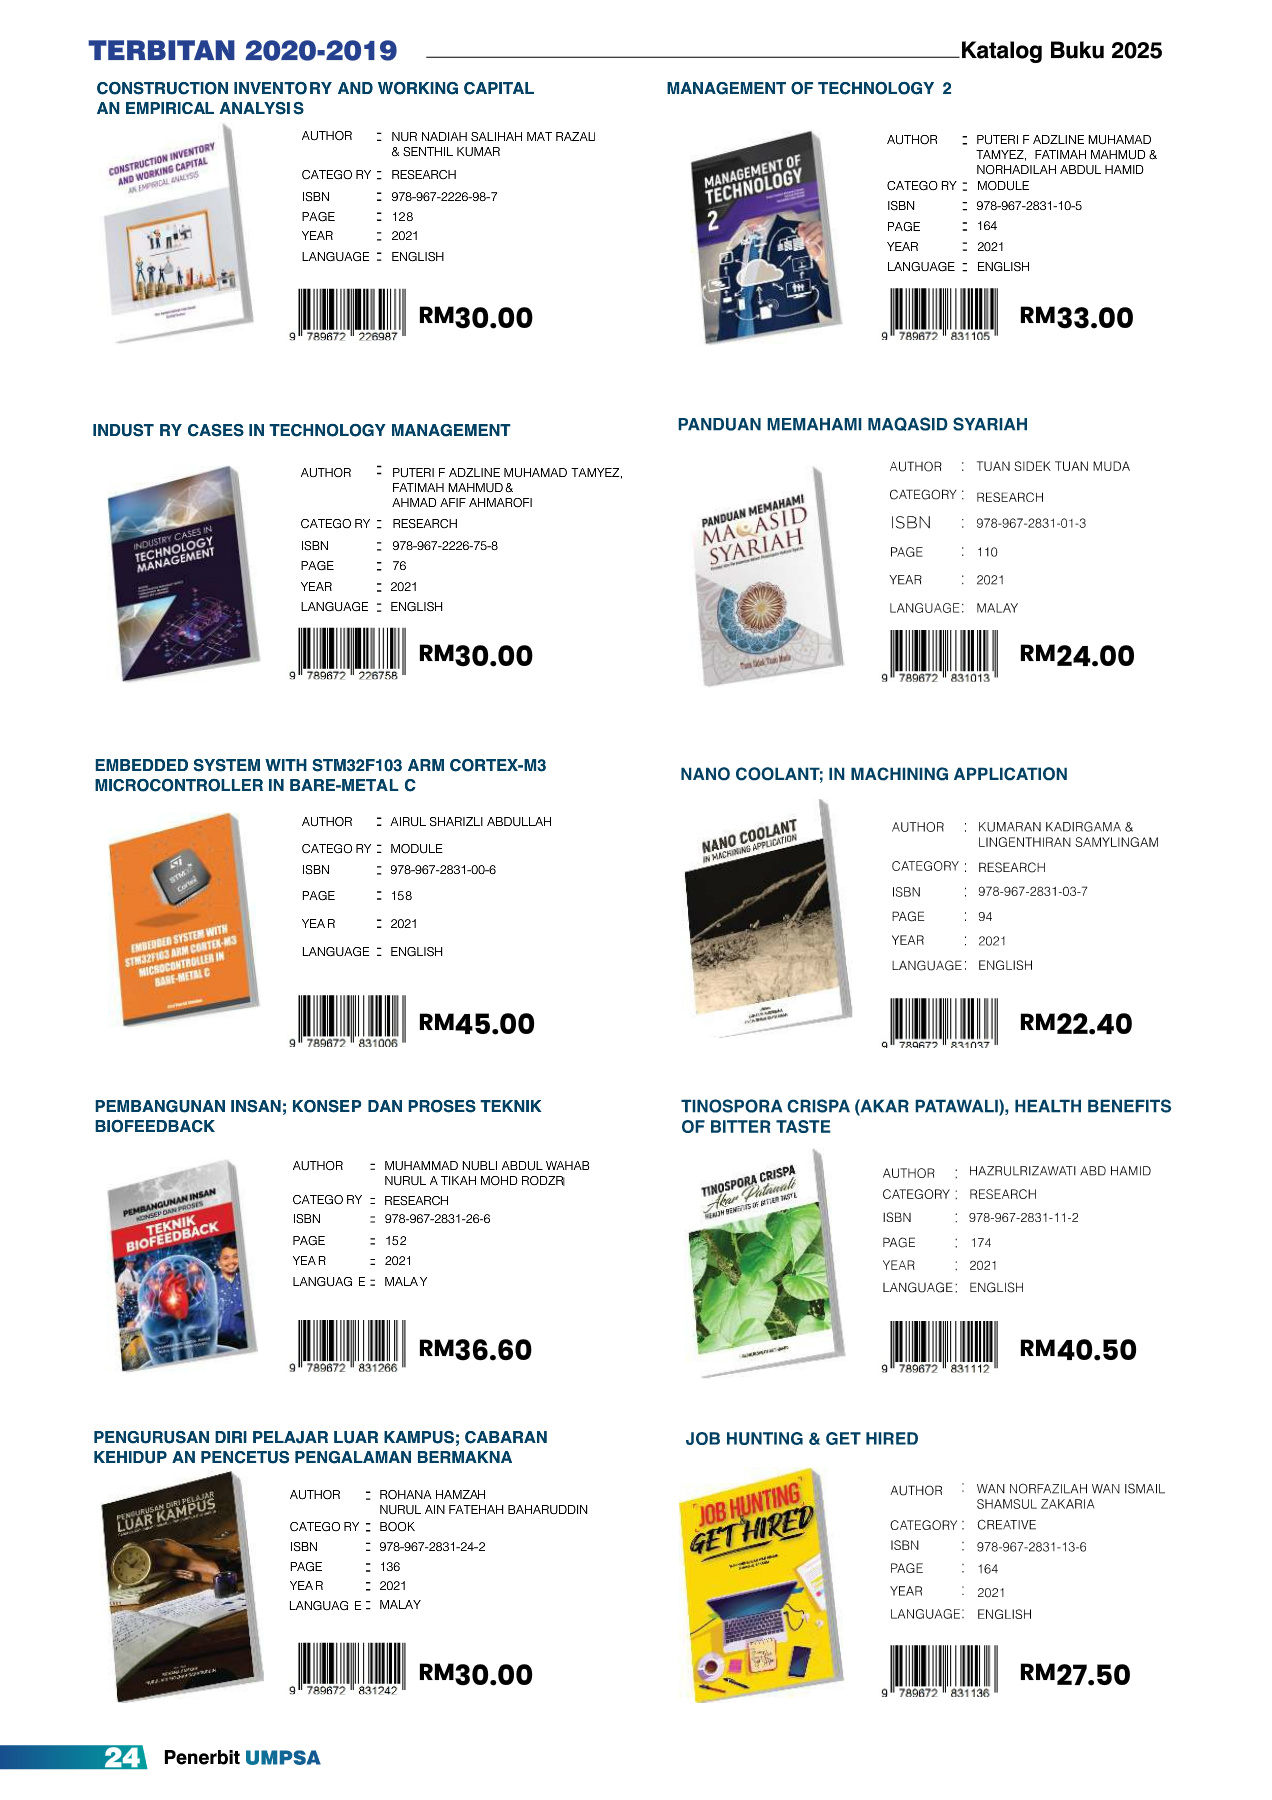 TERBITAN 2020-2019
Katalog Buku 2025
CONSTRUCTION INVENTORY AND WORKING CAPITAL
AN EMPIRICAL ANALYSIS
CONSTRUCTION INVENTORY
AND WORKING CAPITAL
AN EMPIRICAL ANALYSIS
AUTHOR : NUR NADIAH SALIHAH MAT RAZALI
& SENTHIL KUMAR
CATEGORY : RESEARCH
ISBN : 978-967-2226-98-7
PAGE : 128
YEAR : 2021
LANGUAGE : ENGLISH
9 789672 226987
RM30.00
MANAGEMENT OF TECHNOLOGY 2
MANAGEMENT OF
TECHNOLOGY
2
AUTHOR : PUTERI FADZLINE MUHAMAD
TAMYEZ, FATIMAH MAHMUD &
NORHADILAH ABDUL HAMID
CATEGORY : MODULE
ISBN : 978-967-2831-10-5
PAGE : 164
YEAR : 2021
LANGUAGE : ENGLISH
9 789672 831105
RM33.00
INDUSTRY CASES IN TECHNOLOGY MANAGEMENT
INDUSTRY CASES IN
TECHNOLOGY
MANAGEMENT
AUTHOR : PUTERI FADZLINE MUHAMAD TAMYEZ,
FATIMAH MAHMUD &
AHMAD AFIF AHMAROFI
CATEGORY : RESEARCH
ISBN : 978-967-2226-75-8
PAGE : 76
YEAR : 2021
LANGUAGE : ENGLISH
9 789672 226758
RM30.00
PANDUAN MEMAHAMI MAQASID SYARIAH
PANDUAN MEMAHAMI
MAQASID
SYARIAH
Tuan Sidek Tuan Muda
AUTHOR : TUAN SIDEK TUAN MUDA
CATEGORY : RESEARCH
ISBN : 978-967-2831-01-3
PAGE : 110
YEAR : 2021
LANGUAGE : MALAY
9 789672 831013
RM24.00
EMBEDDED SYSTEM WITH STM32F103 ARM CORTEX-M3
MICROCONTROLLER IN BARE-METAL C
STM32
Cortex
EMBEDDED SYSTEM WITH
STM32F103 ARM CORTEX-M3
MICROCONTROLLER IN
BARE-METAL C
AUTHOR : AIRUL SHARIZLI ABDULLAH
CATEGORY : MODULE
ISBN : 978-967-2831-00-6
PAGE : 158
YEAR : 2021
LANGUAGE : ENGLISH
9 789672 831006
RM45.00
NANO COOLANT; IN MACHINING APPLICATION
NANO COOLANT
IN MACHINING APPLICATION
AUTHOR : KUMARAN KADIRGAMA &
LINGENTHIRAN SAMYLINGAM
CATEGORY : RESEARCH
ISBN : 978-967-2831-03-7
PAGE : 94
YEAR : 2021
LANGUAGE : ENGLISH
9 789672 831037
RM22.40
PEMBANGUNAN INSAN; KONSEP DAN PROSES TEKNIK
BIOFEEDBACK
PEMBANGUNAN INSAN
KONSEP DAN PROSES
TEKNIK
BIOFEEDBACK
AUTHOR : MUHAMMAD NUBLI ABDUL WAHAB
NURUL ATIKAH MOHD RODZRI
CATEGORY : RESEARCH
ISBN : 978-967-2831-26-6
PAGE : 152
YEAR : 2021
LANGUAGE : MALAY
9 789672 831266
RM36.60
TINOSPORA CRISPA (AKAR PATAWALI), HEALTH BENEFITS
OF BITTER TASTE
TINOSPORA CRISPA
Akar Patawali
HEALTH BENEFITS OF BITTER TASTE
AUTHOR : HAZRULRIZAWATI ABD HAMID
CATEGORY : RESEARCH
ISBN : 978-967-2831-11-2
PAGE : 174
YEAR : 2021
LANGUAGE : ENGLISH
9 789672 831112
RM40.50
PENGURUSAN DIRI PELAJAR LUAR KAMPUS; CABARAN
KEHIDUPAN PENCETUS PENGALAMAN BERMAKNA
PENGURUSAN DIRI PELAJAR
LUAR KAMPUS
ROHANA HAMZAH
NURUL AIN FATEHAH BAHARUDDIN
AUTHOR : ROHANA HAMZAH
NURUL AIN FATEHAH BAHARUDDIN
CATEGORY : BOOK
ISBN : 978-967-2831-24-2
PAGE : 136
YEAR : 2021
LANGUAGE : MALAY
9 789672 831242
RM30.00
JOB HUNTING & GET HIRED
JOB HUNTING
GET HIRED
AUTHOR : WAN NORFAZILAH WAN ISMAIL
SHAMSUL ZAKARIA
CATEGORY : CREATIVE
ISBN : 978-967-2831-13-6
PAGE : 164
YEAR : 2021
LANGUAGE : ENGLISH
9 789672 831136
RM27.50
24 Penerbit UMPSA